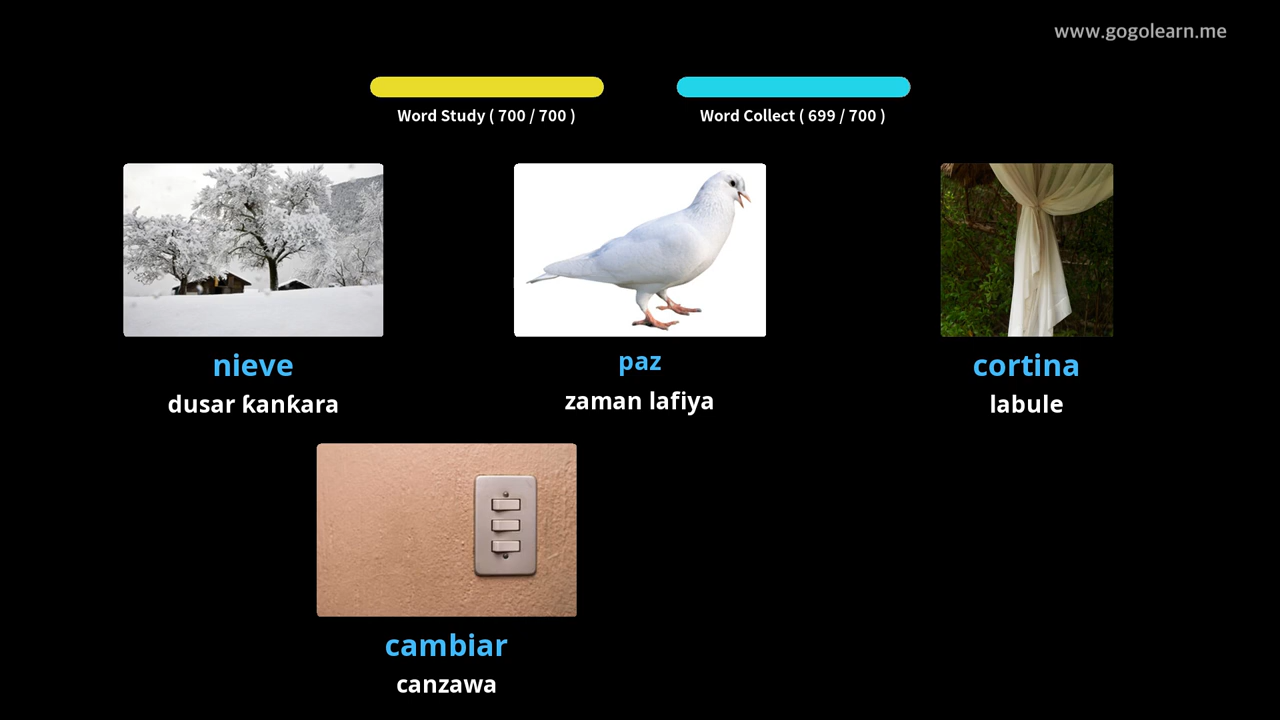 www.gogolearn.me
Word Study ( 700 / 700 )
Word Collect ( 699 / 700 )
nieve
dusar ƙanƙara
paz
zaman lafiya
cortina
labule
cambiar
canzawa